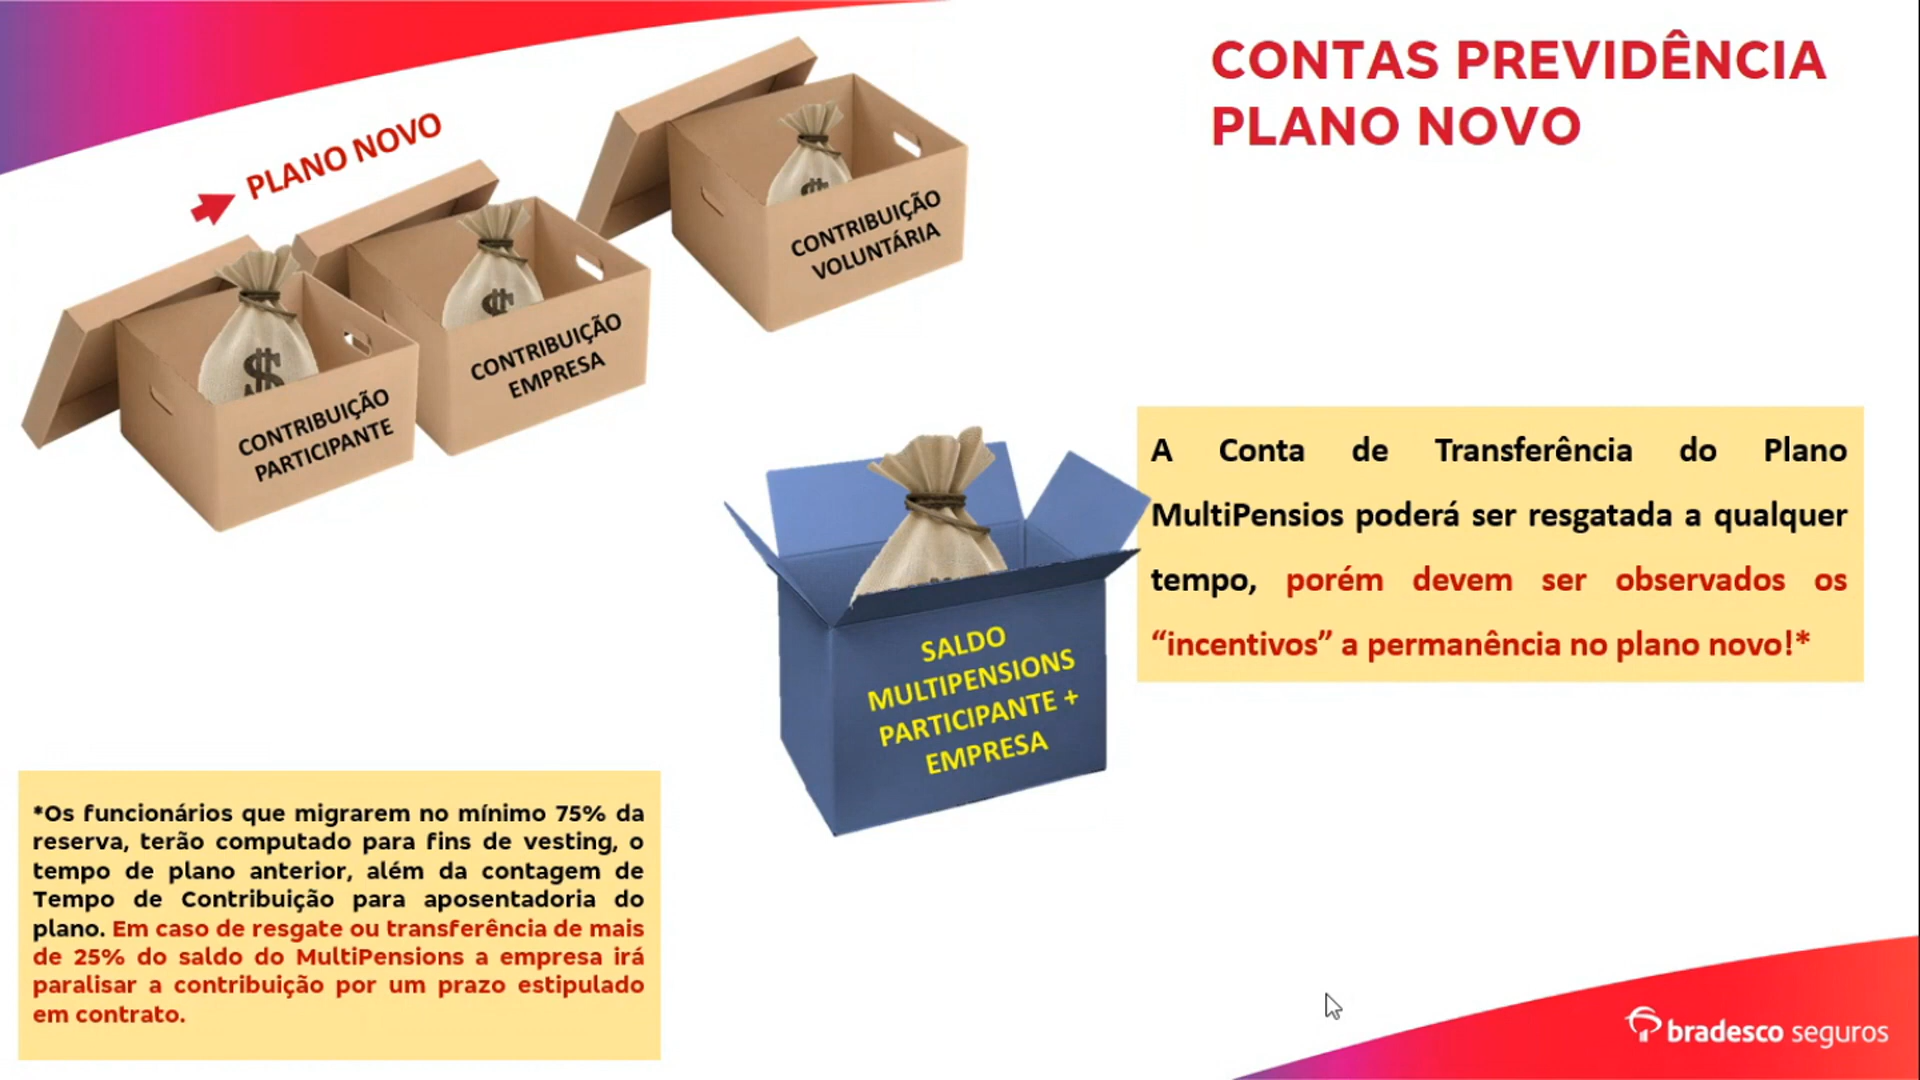 CONTAS PREVIDÊNCIA
PLANO NOVO
PLANO NOVO
CONTRIBUIÇÃO
PARTICIPANTE
CONTRIBUIÇÃO
EMPRESA
CONTRIBUIÇÃO
VOLUNTÁRIA
A Conta de Transferência do Plano
MultiPensios poderá ser resgatada a qualquer
tempo, porém devem ser observados os
“incentivos” a permanência no plano novo!*
SALDO
MULTIPENSIONS
PARTICIPANTE +
EMPRESA
*Os funcionários que migrarem no mínimo 75% da
reserva, terão computado para fins de vesting, o
tempo de plano anterior, além da contagem de
Tempo de Contribuição para aposentadoria do
plano. Em caso de resgate ou transferência de mais
de 25% do saldo do MultiPensions a empresa irá
paralisar a contribuição por um prazo estipulado
em contrato.
bradesco seguros